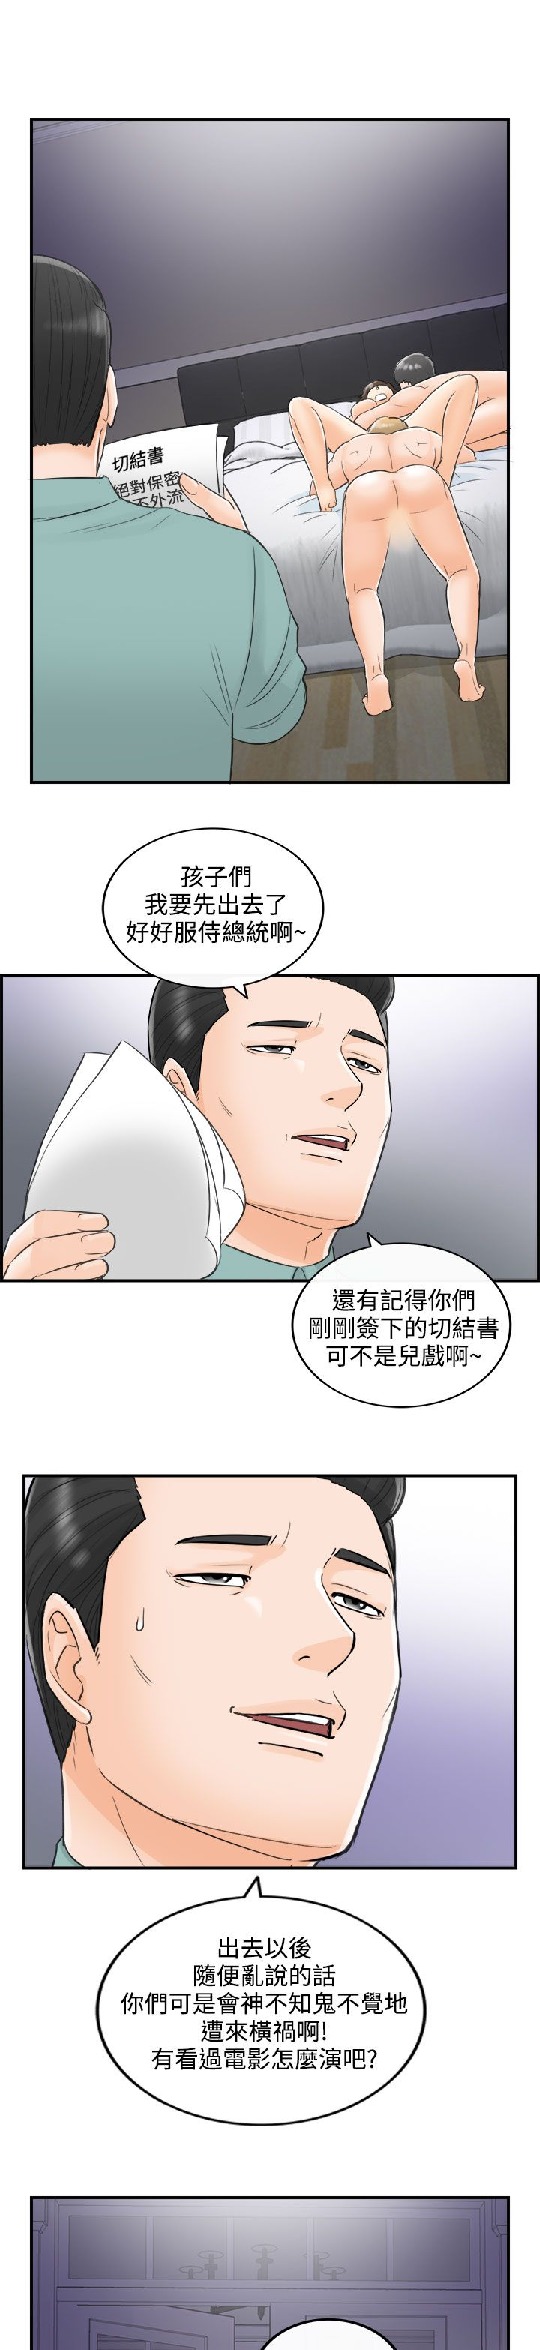 切結書
絕對保密
不外流
孩子們
我要先出去了
好好服侍總統啊~
還有記得你們
剛剛簽下的切結書
可不是兒戲啊~
出去以後
隨便亂說的話
你們可是會神不知鬼不覺地
遭來橫禍啊!
有看過電影怎麼演吧?